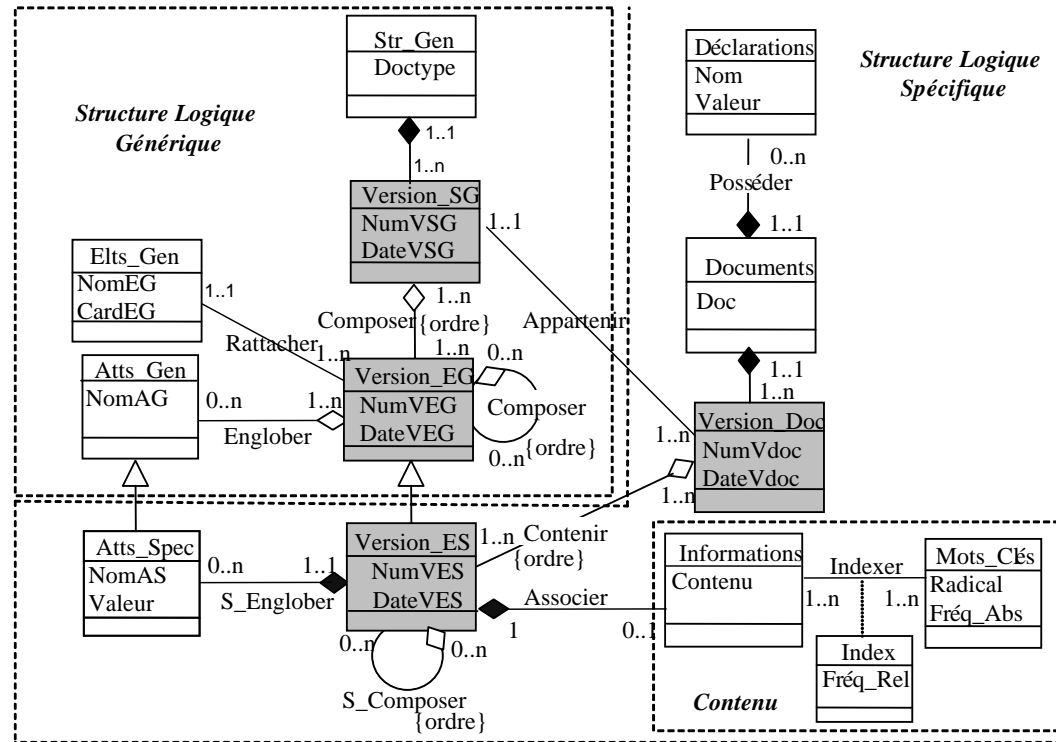 Str_Gen
Doctype
Structure Logique
Générique
1..1
1..n
Version_SG
NumVSG
DateVSG
1..1
1..n
Composer
{ordre}
Appartenir
Elts_Gen
NomEG
CardEG
1..1
Rattacher
1..n
1..n
Atts_Gen
NomAG
0..n
1..n
Englober
Version_EG
NumVEG
DateVEG
0..n
Composer
0..n
{ordre}
Déclarations
Nom
Valeur
Structure Logique
Spécifique
0..n
Posséder
1..1
Documents
Doc
1..1
1..n
Version_Doc
NumVdoc
DateVdoc
1..n
1..n
Contenir
{ordre}
1..n
Atts_Spec
NomAS
Valeur
0..n
1..1
S_Englober
Version_ES
NumVES
DateVES
0..n
0..n
S_Composer
{ordre}
Associer
1
0..1
Informations
Contenu
Indexer
1..n
1..n
Mots_Clés
Radical
Fréq_Abs
Index
Fréq_Rel
Contenu